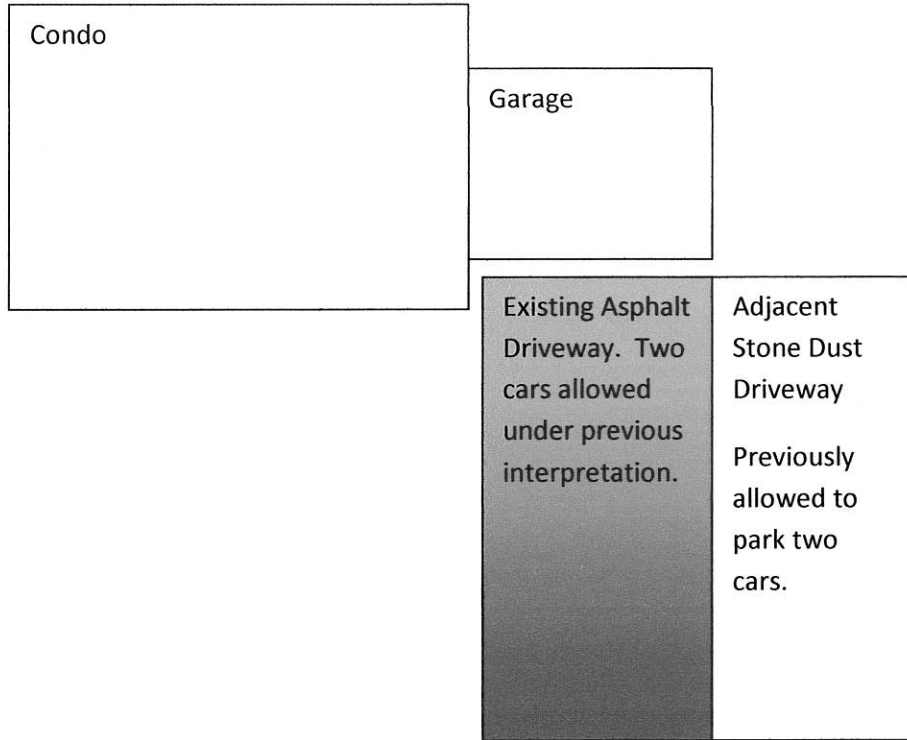 Condo
Garage
Existing Asphalt
Driveway. Two
cars allowed
under previous
interpretation.
Adjacent
Stone Dust
Driveway
Previously
allowed to
park two
cars.